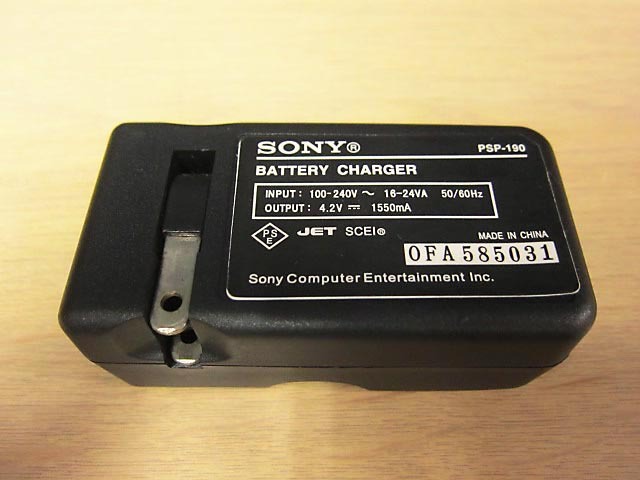 SONY® PSP-190
BATTERY CHARGER
INPUT: 100-240V ～ 16-24VA 50/60Hz
OUTPUT: 4.2V ⎓ 1550mA
PSE JET SCEI®
MADE IN CHINA
0FA585031
Sony Computer Entertainment Inc.